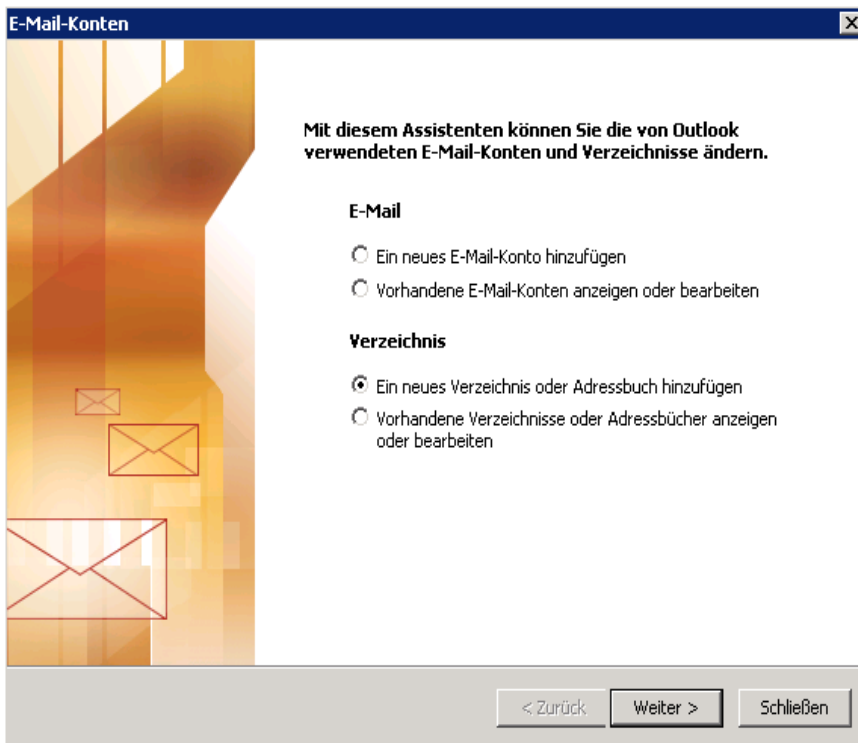 E-Mail-Konten
Mit diesem Assistenten können Sie die von Outlook
verwendeten E-Mail-Konten und Verzeichnisse ändern.
E-Mail
Ein neues E-Mail-Konto hinzufügen
Vorhandene E-Mail-Konten anzeigen oder bearbeiten
Verzeichnis
Ein neues Verzeichnis oder Adressbuch hinzufügen
Vorhandene Verzeichnisse oder Adressbücher anzeigen
oder bearbeiten
< Zurück
Weiter >
Schließen